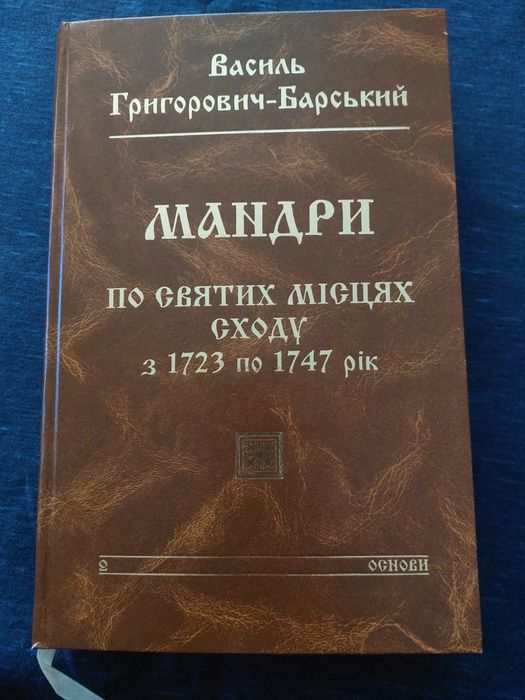 Василь
Григорович-Барський
МАНДРИ
ПО СВЯТИХ МІСЦЯХ
СХОДУ
з 1723 по 1747 рік
ОСНОВИ